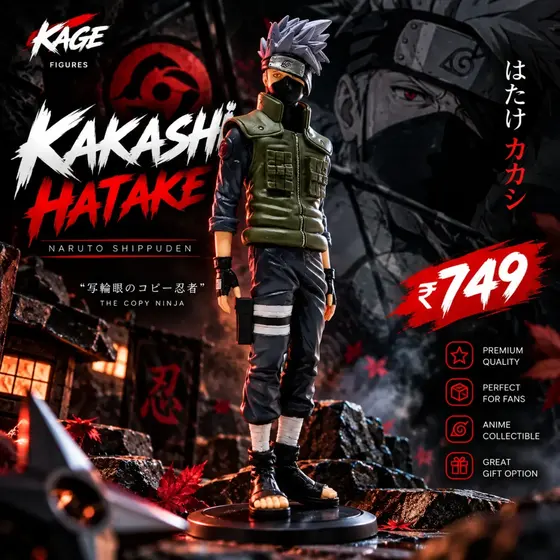 KAGE
FIGURES
KAKASHI
HATAKE
NARUTO SHIPPUDEN
“写輪眼のコピー忍者”
THE COPY NINJA
はたけ カカシ
₹749
PREMIUM
QUALITY
PERFECT
FOR FANS
ANIME
COLLECTIBLE
GREAT
GIFT OPTION
忍